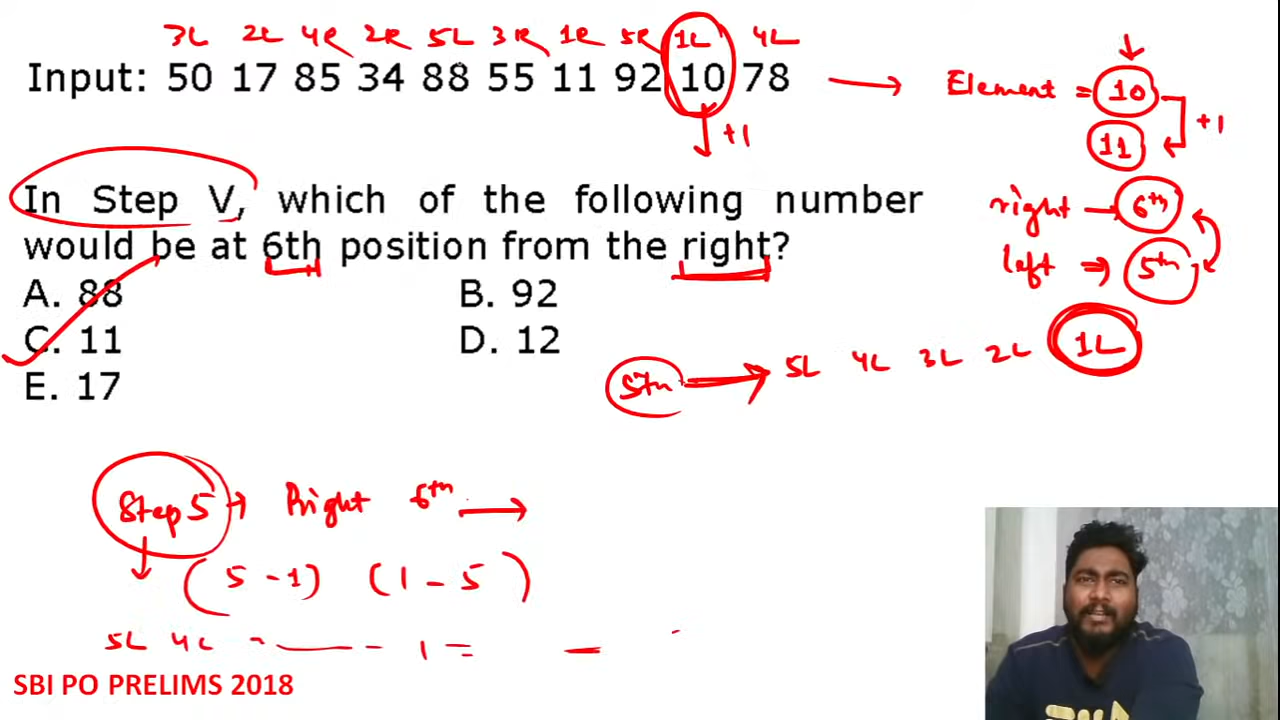 3L 2L 4R 2R 5L 3R 1R 5R 1L 4L
Input: 50 17 85 34 88 55 11 92 10 78
Element = 10
+1
11
+1
In Step V, which of the following number
would be at 6th position from the right?
right — 6th
left ⇒ 5th
A. 88 B. 92
C. 11 D. 12
E. 17
5th → 5L 4L 3L 2L 1L
Step 5 → Right 6th →
(5 - 1) (1 - 5)
5L 4L - — - 1 = —
SBI PO PRELIMS 2018